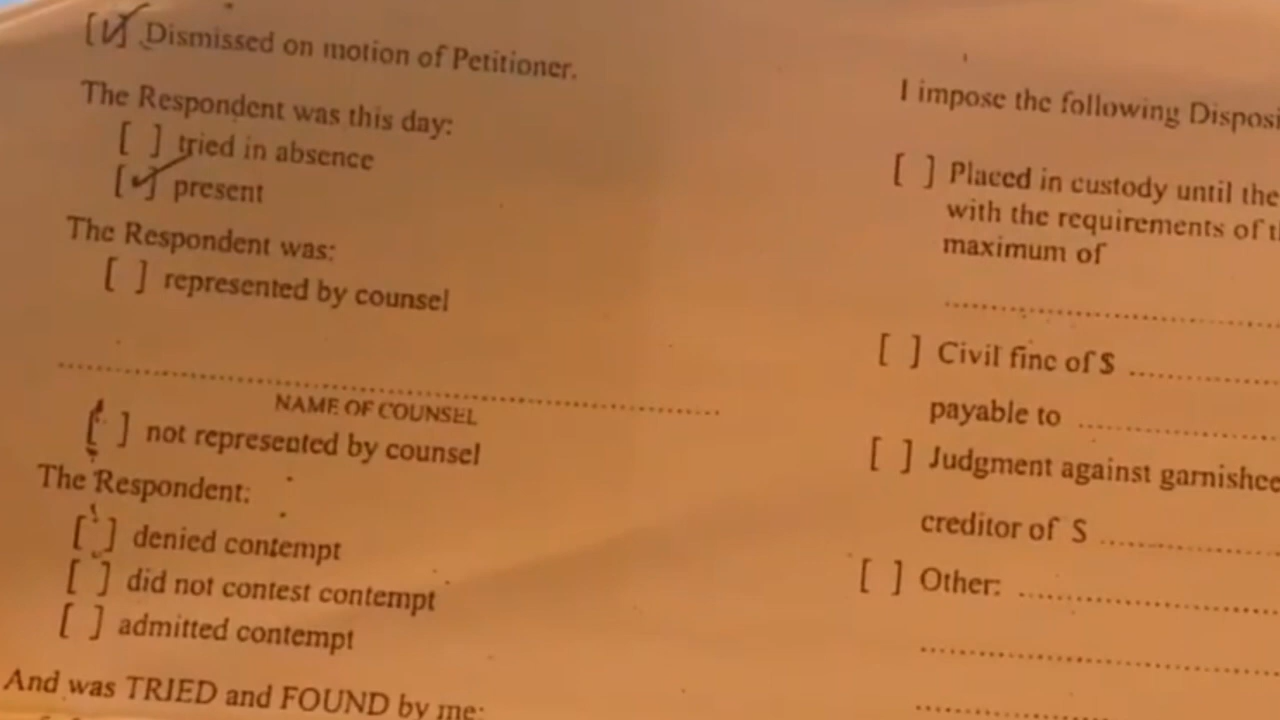 [✓] Dismissed on motion of Petitioner.
The Respondent was this day:
[ ] tried in absence
[✓] present
The Respondent was:
[ ] represented by counsel
NAME OF COUNSEL
[ ] not represented by counsel
The Respondent:
[ ] denied contempt
[ ] did not contest contempt
[ ] admitted contempt
And was TRIED and FOUND by me:
I impose the following Disposi
[ ] Placed in custody until the
with the requirements of t
maximum of
[ ] Civil fine of $
payable to
[ ] Judgment against garnishee
creditor of $
[ ] Other: